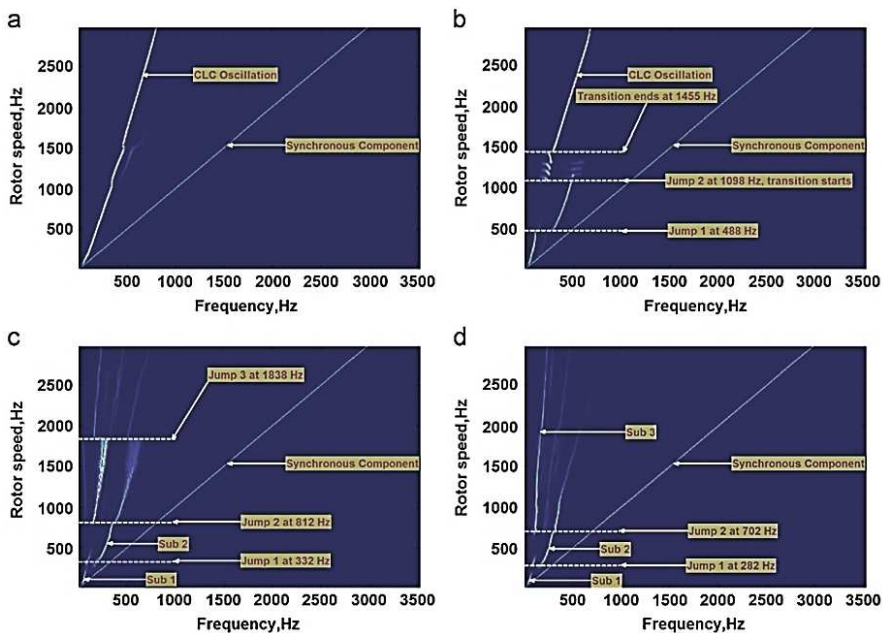 a
Rotor speed,Hz
2500
2000
1500
1000
500
CLC Oscillation
Synchronous Component
500 1000 1500 2000 2500 3000 3500
Frequency,Hz
b
Rotor speed,Hz
2500
2000
1500
1000
500
CLC Oscillation
Transition ends at 1455 Hz
Synchronous Component
Jump 2 at 1098 Hz, transition starts
Jump 1 at 488 Hz
500 1000 1500 2000 2500 3000 3500
Frequency,Hz
c
Rotor speed,Hz
2500
2000
1500
1000
500
Jump 3 at 1838 Hz
Synchronous Component
Jump 2 at 812 Hz
Sub 2
Jump 1 at 332 Hz
Sub 1
500 1000 1500 2000 2500 3000 3500
Frequency,Hz
d
Rotor speed,Hz
2500
2000
1500
1000
500
Sub 3
Synchronous Component
Jump 2 at 702 Hz
Sub 2
Jump 1 at 282 Hz
Sub 1
500 1000 1500 2000 2500 3000 3500
Frequency,Hz